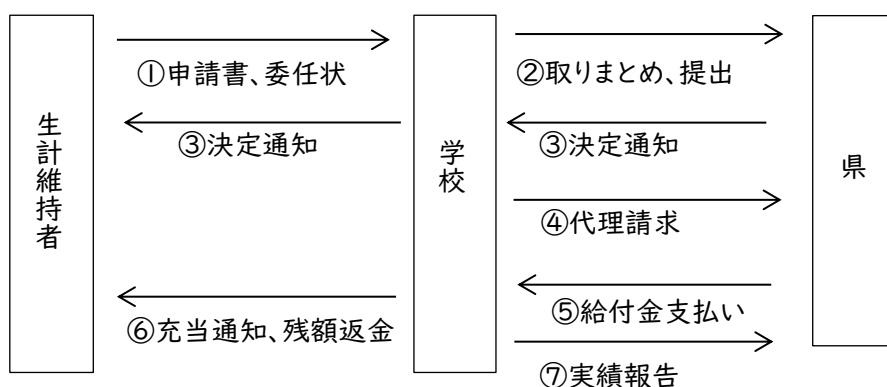 生計維持者
学校
県
①申請書、委任状
②取りまとめ、提出
③決定通知
③決定通知
④代理請求
⑤給付金支払い
⑥充当通知、残額返金
⑦実績報告